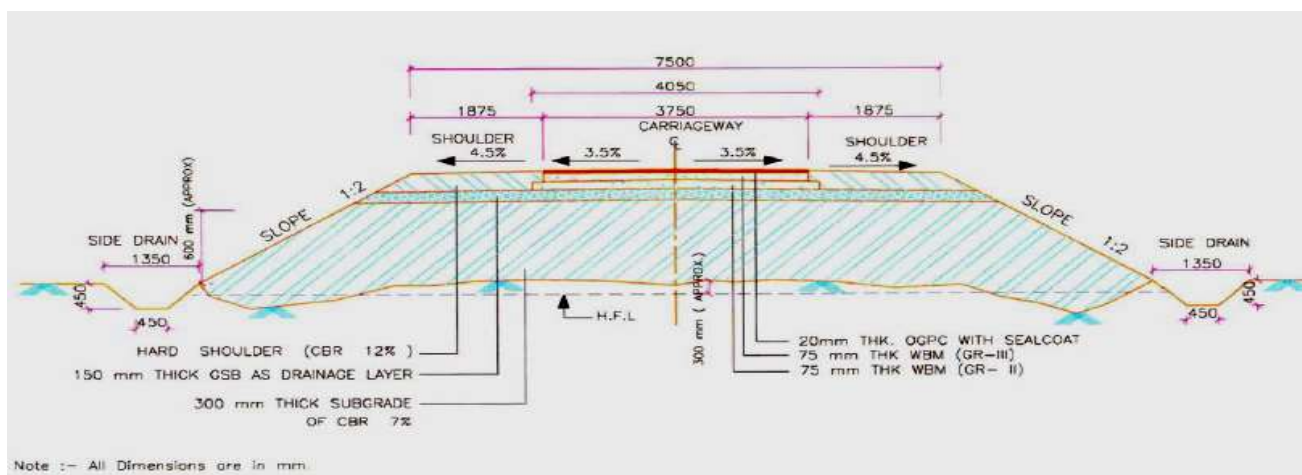 7500
4050
1875 3750 1875
SHOULDER CARRIAGEWAY SHOULDER
C
L
4.5% 3.5% 3.5% 4.5%
1:2
SLOPE
600 mm (APPROX)
SIDE DRAIN
1350
450
450
SLOPE
1:2
SIDE DRAIN
1350
450
450
H.F.L
300 mm ( APPROX.)
HARD SHOULDER (CBR 12% )
150 mm THICK GSB AS DRAINAGE LAYER
300 mm THICK SUBGRADE
OF CBR 7%
20mm THK. OGPC WITH SEALCOAT
75 mm THK WBM (GR-III)
75 mm THK WBM (GR- II)
Note :- All Dimensions are in mm.